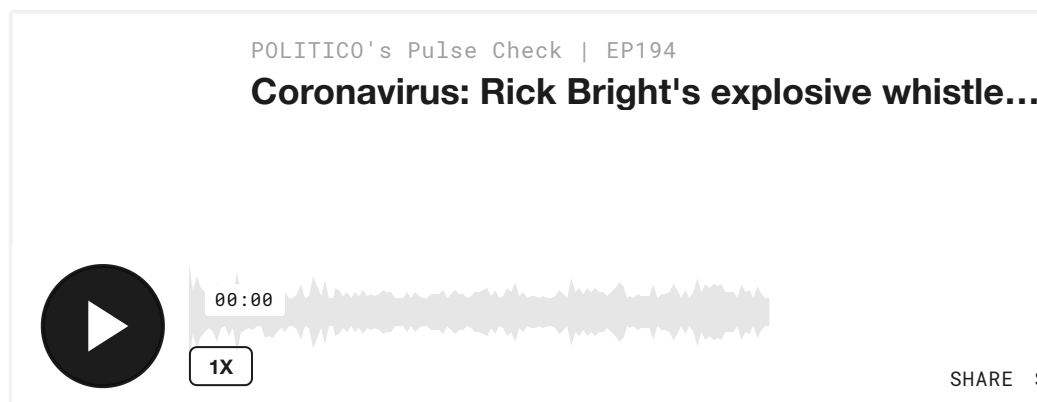 POLITICO's Pulse Check | EP194
Coronavirus: Rick Bright's explosive whistle...
00:00
1X
SHARE